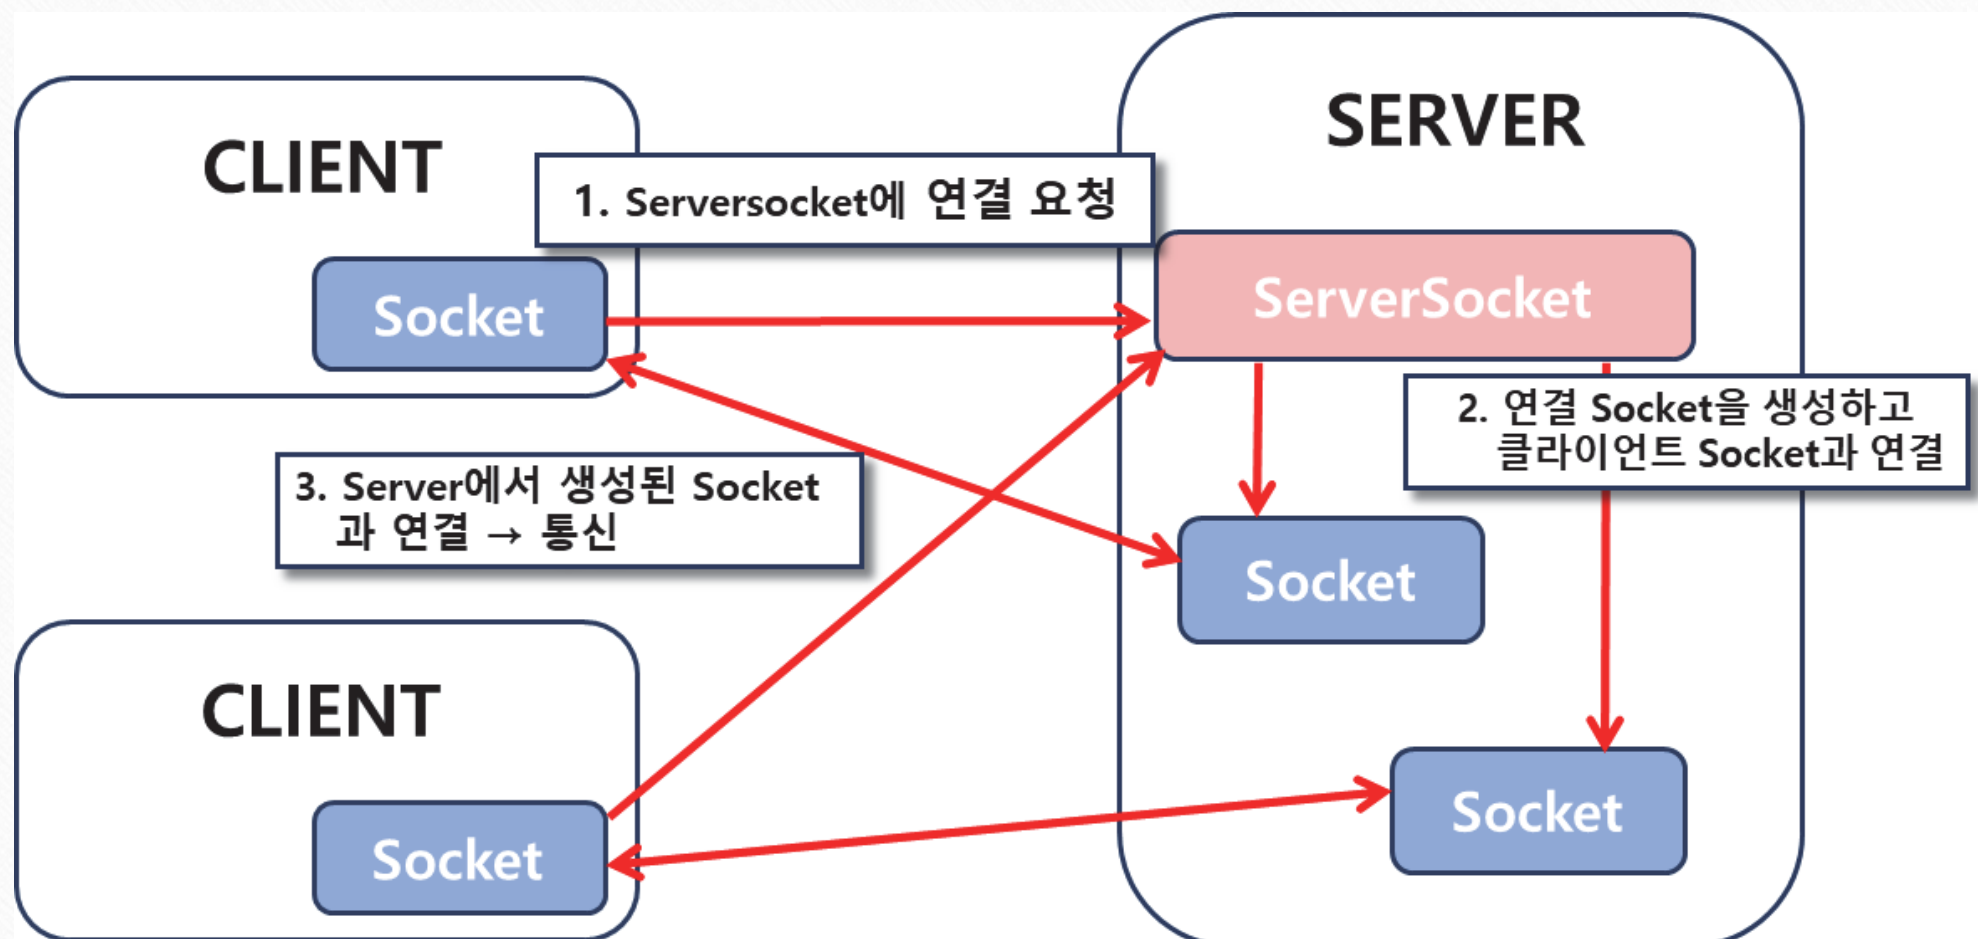 CLIENT
1. Serversocket에 연결 요청
Socket
SERVER
ServerSocket
2. 연결 Socket을 생성하고
클라이언트 Socket과 연결
3. Server에서 생성된 Socket
과 연결 → 통신
Socket
CLIENT
Socket
Socket